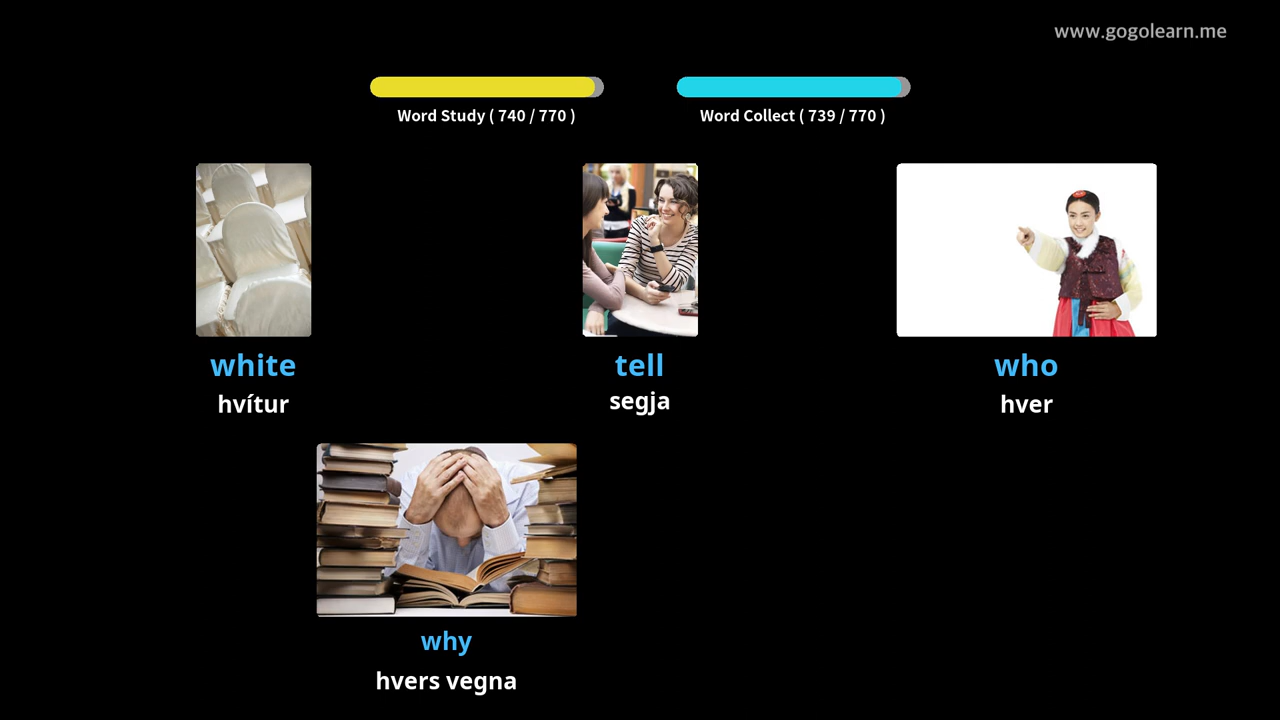 www.gogolearn.me
Word Study ( 740 / 770 )
Word Collect ( 739 / 770 )
white
hvítur
tell
segja
who
hver
why
hvers vegna